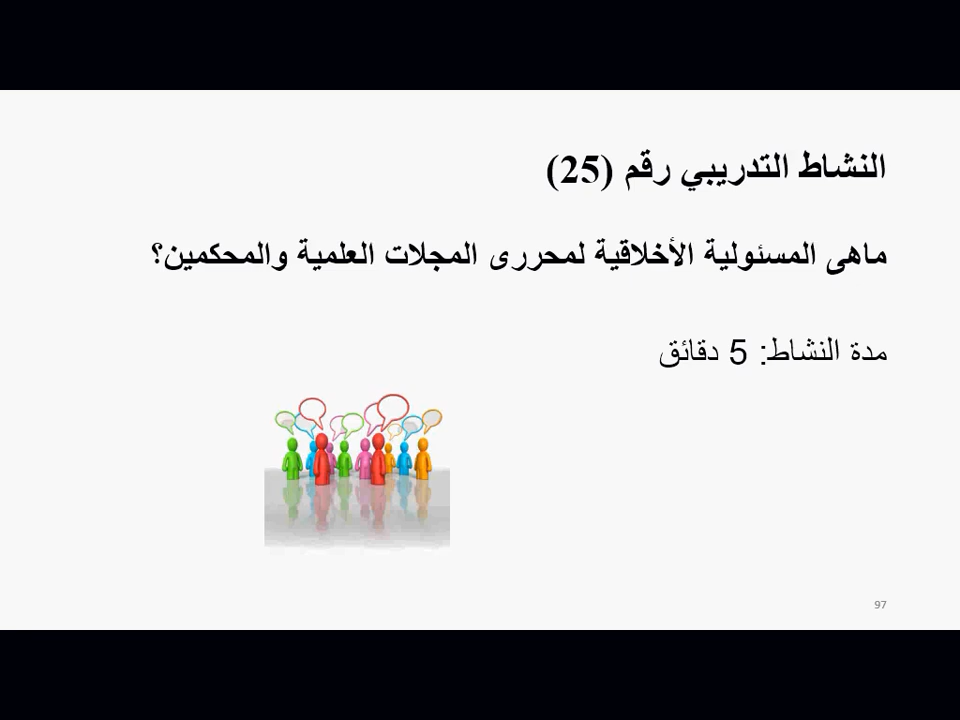 النشاط التدريبي رقم (25)
ماهى المسئولية الأخلاقية لمحررى المجلات العلمية والمحكمين؟
مدة النشاط: 5 دقائق
97